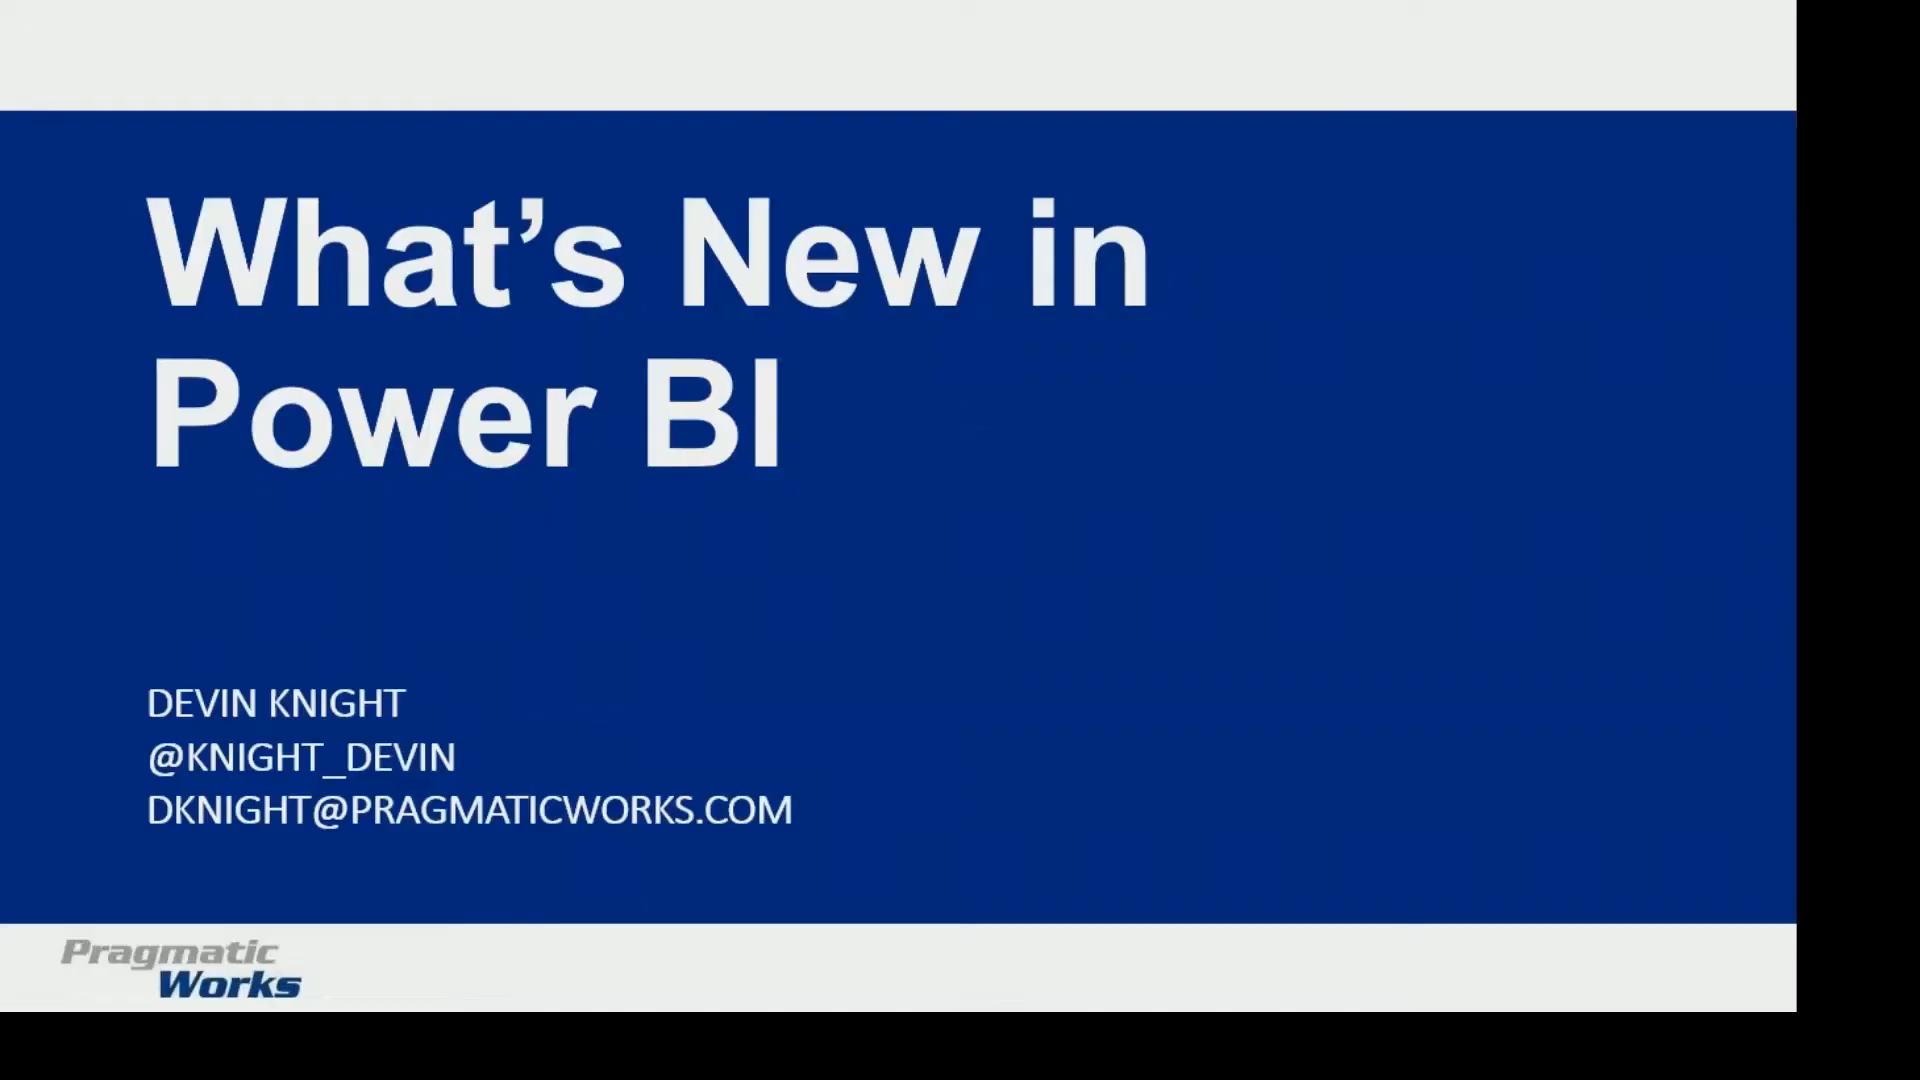 What’s New in
Power BI
DEVIN KNIGHT
@KNIGHT_DEVIN
DKNIGHT@PRAGMATICWORKS.COM
Pragmatic
Works